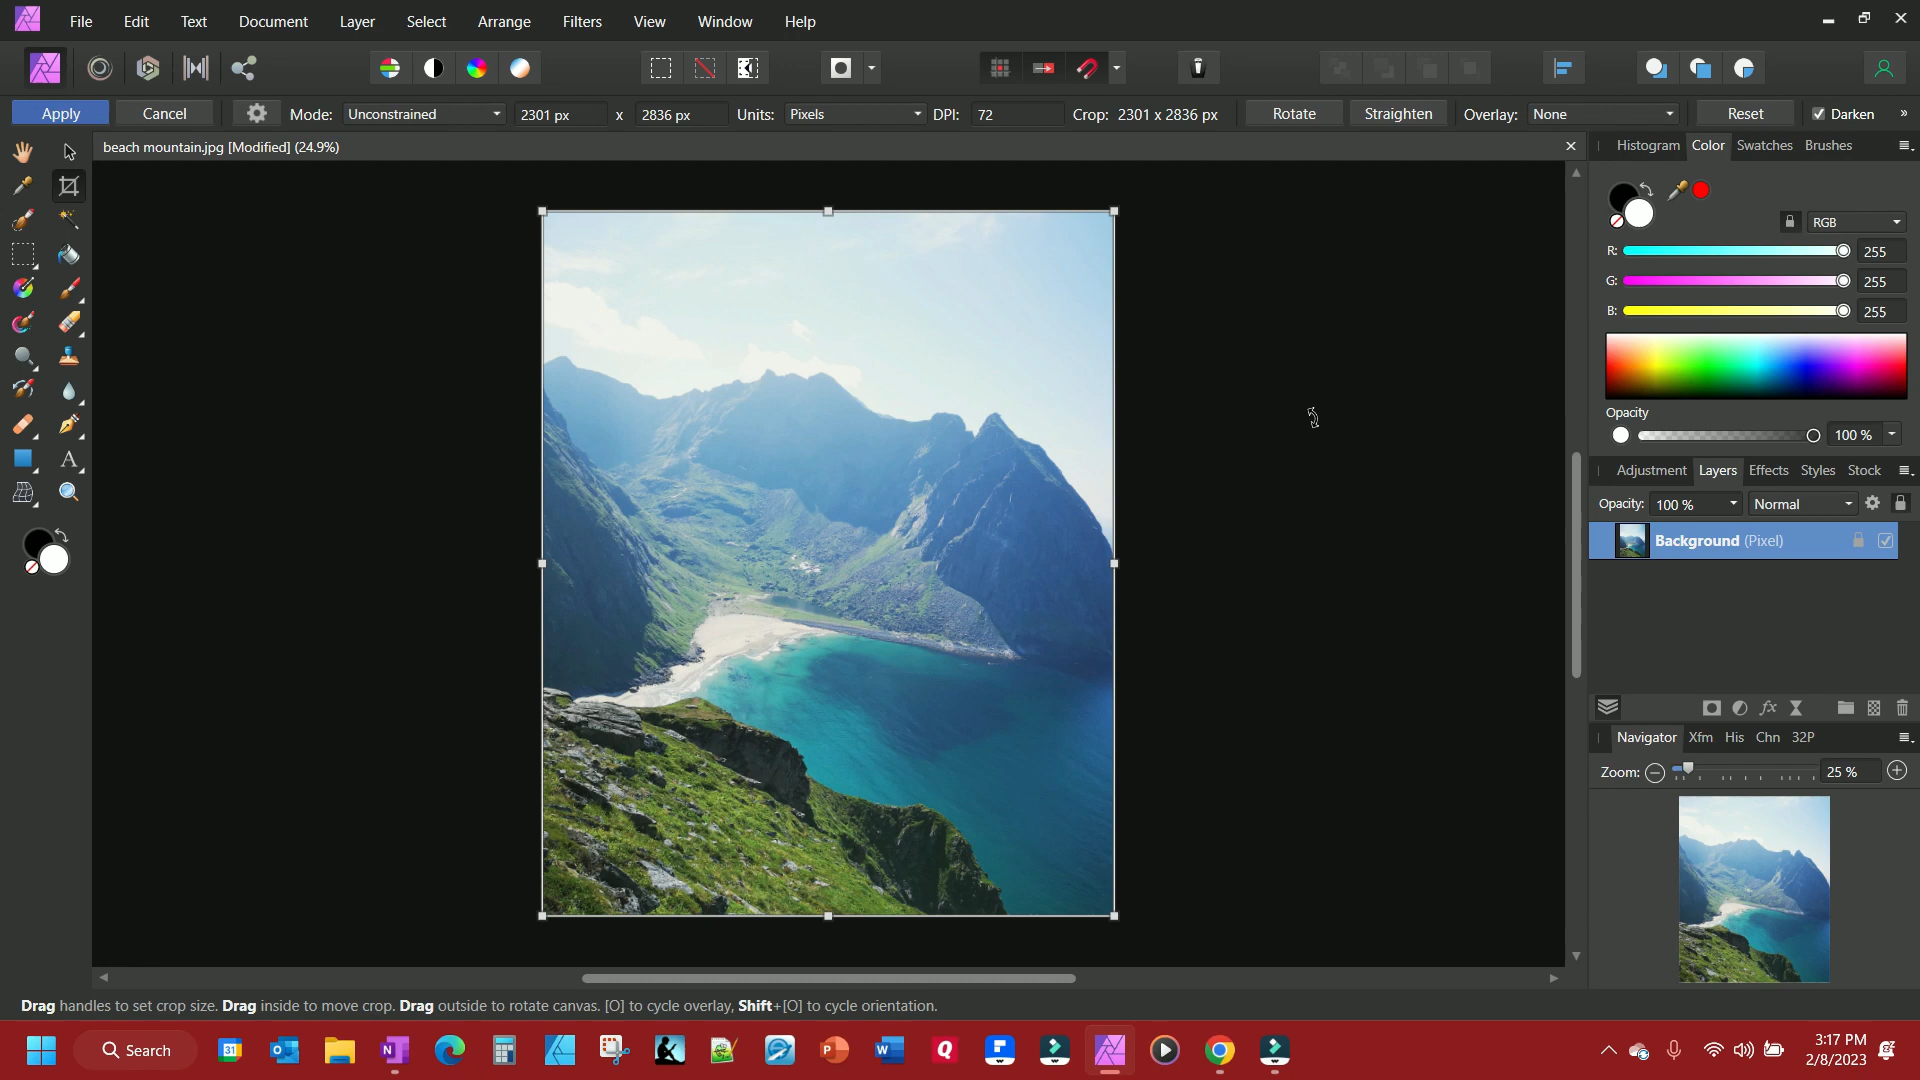 File Edit Text Document Layer Select Arrange Filters View Window Help
Apply Cancel Mode: Unconstrained 2301 px x 2836 px Units: Pixels DPI: 72 Crop: 2301 x 2836 px Rotate Straighten Overlay: None Reset Darken »
beach mountain.jpg [Modified] (24.9%)
Histogram Color Swatches Brushes
RGB
R: 255
G: 255
B: 255
Opacity
100 %
Adjustment Layers Effects Styles Stock
Opacity: 100 % Normal
Background (Pixel)
fx
Navigator Xfm His Chn 32P
Zoom: 25 %
A
Drag handles to set crop size. Drag inside to move crop. Drag outside to rotate canvas. [O] to cycle overlay, Shift+[O] to cycle orientation.
Search
31
N
P
W
Q
3:17 PM
2/8/2023